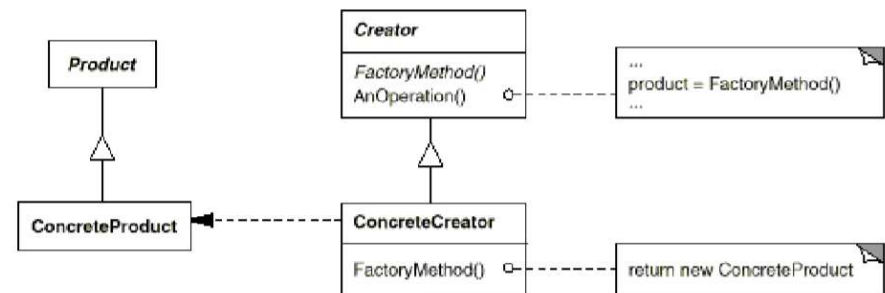 Product
ConcreteProduct
Creator
FactoryMethod()
AnOperation()
...
product = FactoryMethod()
...
ConcreteCreator
FactoryMethod()
return new ConcreteProduct